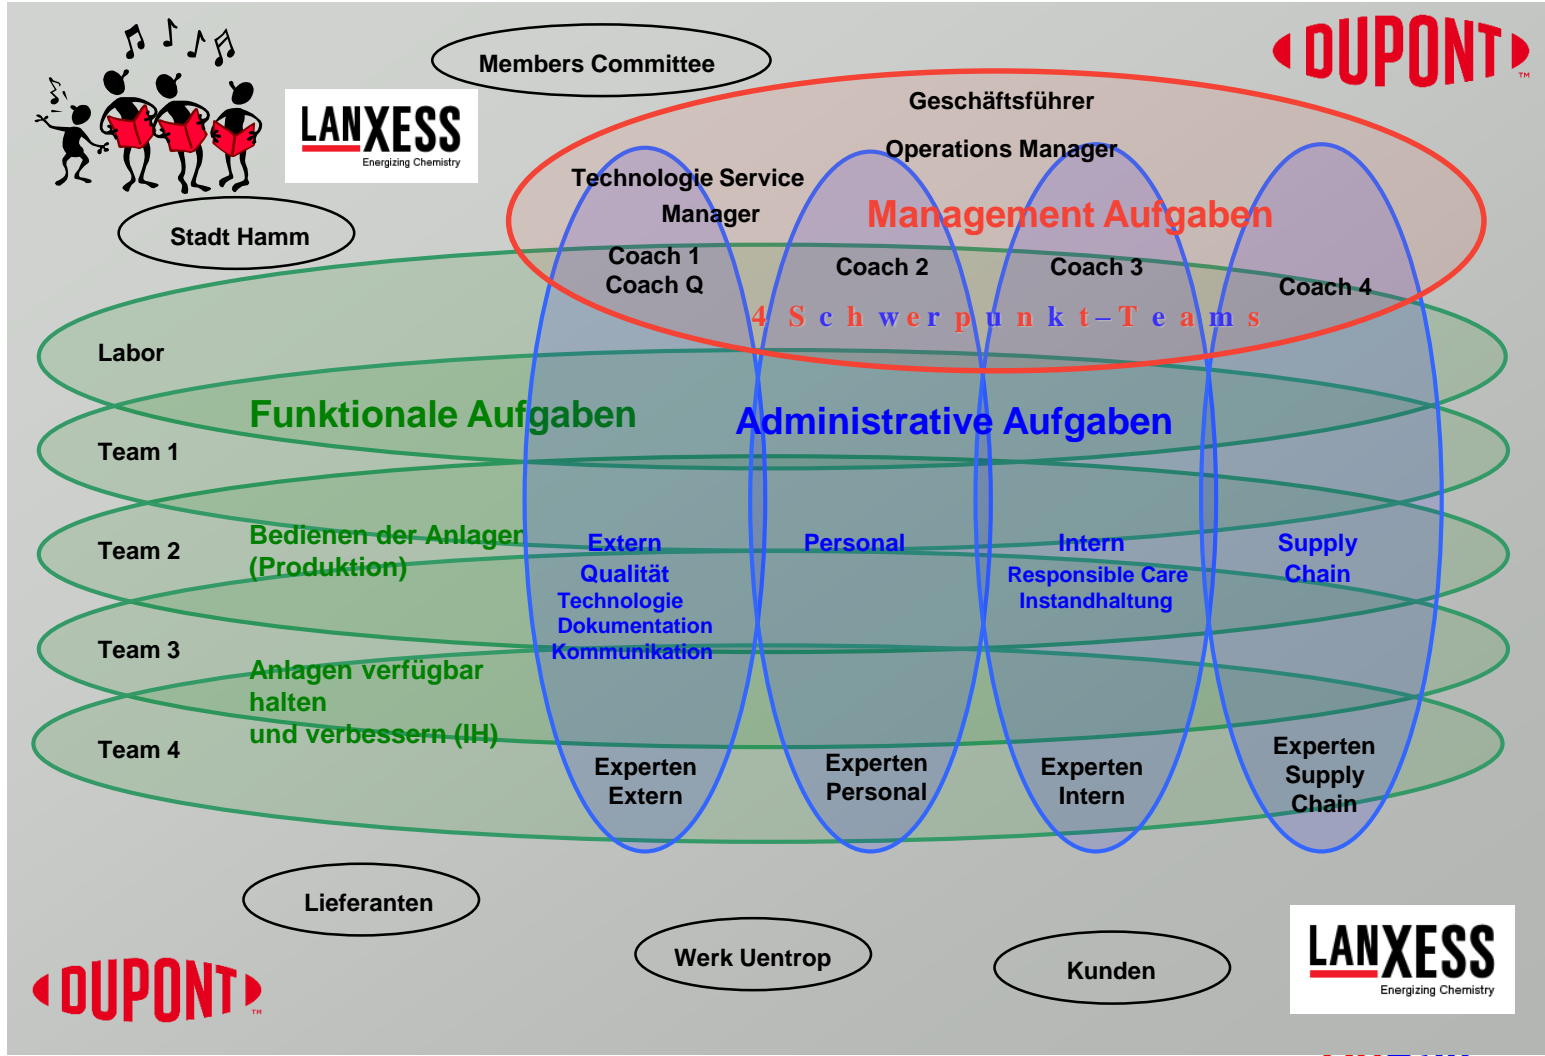 Members Committee
DUPONT
TM
LANXESS
Energizing Chemistry
Geschäftsführer
Operations Manager
Technologie Service
Manager
Management Aufgaben
Stadt Hamm
Coach 1
Coach Q
Coach 2
Coach 3
Coach 4
4 Schwerpunkt–Teams
Labor
Funktionale Aufgaben
Administrative Aufgaben
Team 1
Team 2
Bedienen der Anlagen
(Produktion)
Extern
Qualität
Technologie
Dokumentation
Kommunikation
Personal
Intern
Responsible Care
Instandhaltung
Supply
Chain
Team 3
Anlagen verfügbar
halten
und verbessern (IH)
Team 4
Experten
Extern
Experten
Personal
Experten
Intern
Experten
Supply
Chain
Lieferanten
Werk Uentrop
Kunden
DUPONT
TM
LANXESS
Energizing Chemistry